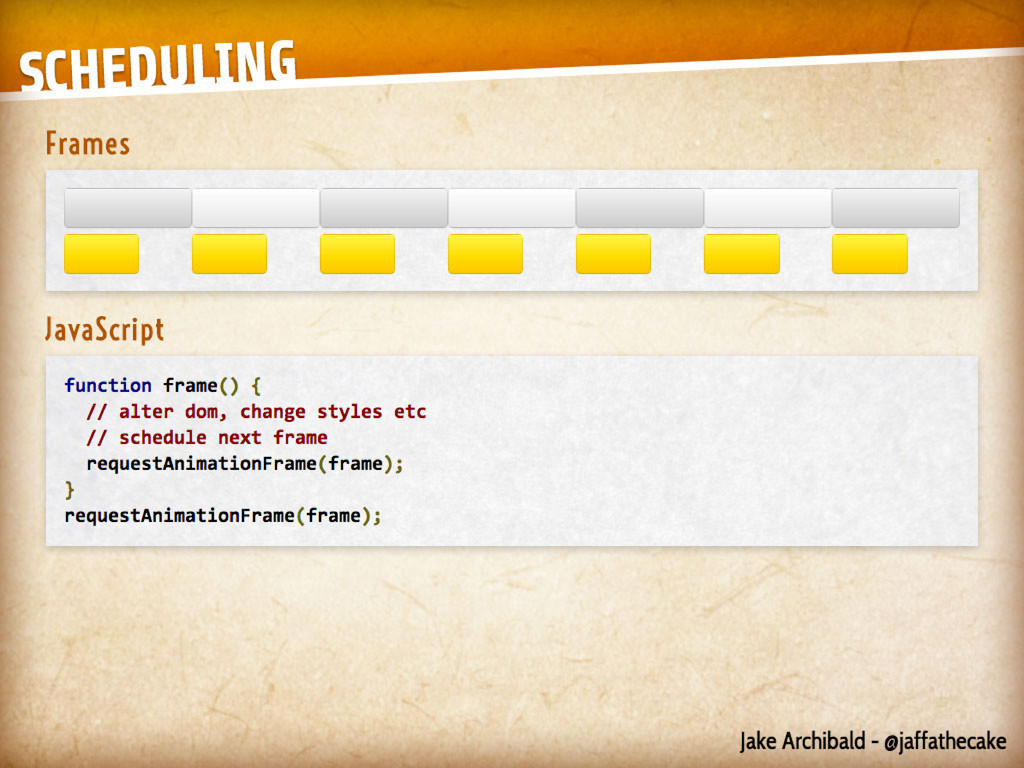 SCHEDULING
Frames
JavaScript
function frame() {
  // alter dom, change styles etc
  // schedule next frame
  requestAnimationFrame(frame);
}
requestAnimationFrame(frame);
Jake Archibald - @jaffathecake